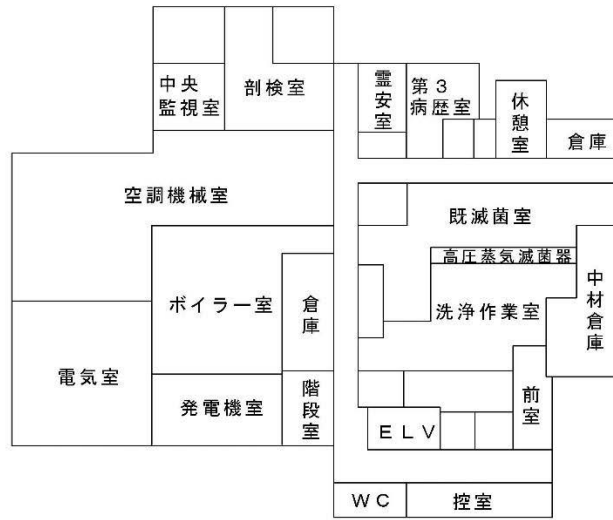 中央
監視室
剖検室
霊安室
第３
病歴室
休憩室
倉庫
空調機械室
既滅菌室
高圧蒸気滅菌器
中材倉庫
ボイラー室
倉庫
洗浄作業室
電気室
発電機室
階段室
前室
ＥＬＶ
ＷＣ
控室